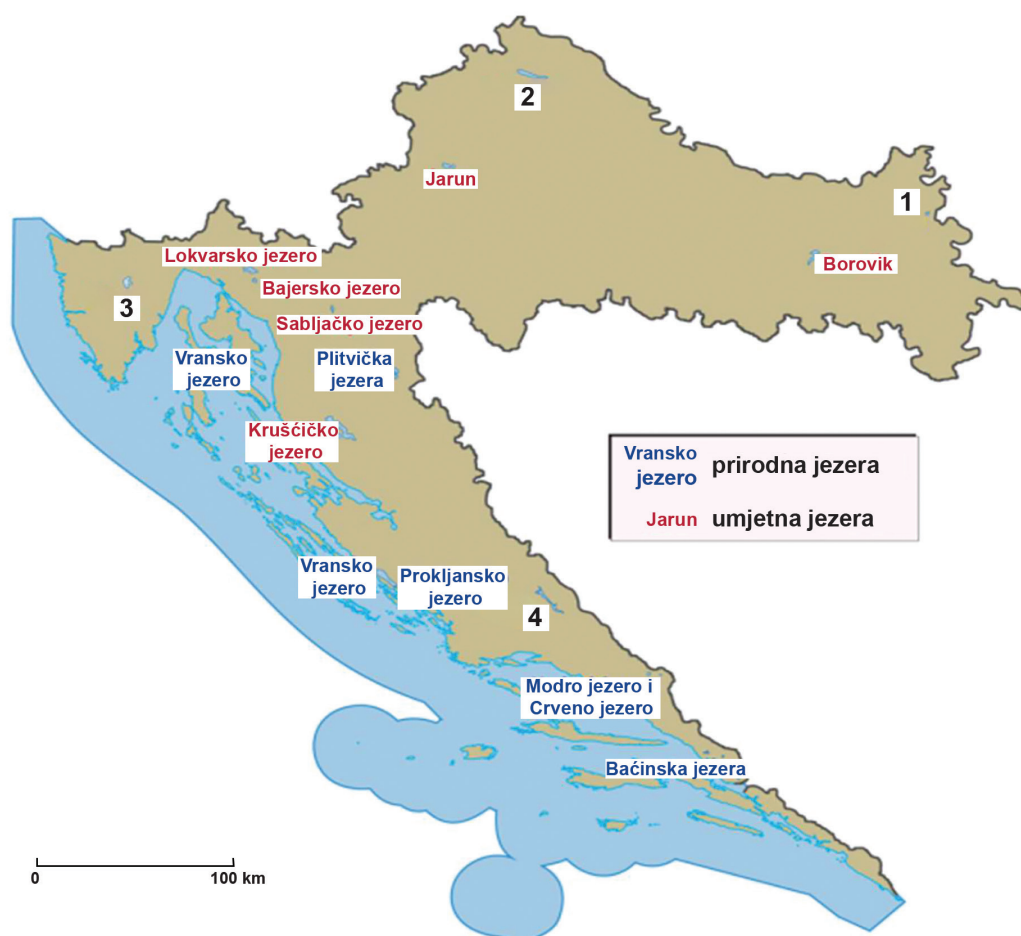 2
Jarun
1
Lokvarsko jezero
Borovik
Bajersko jezero
3
Sabljačko jezero
Vransko
jezero
Plitvička
jezera
Kruščičko
jezero
Vransko
jezero
prirodna jezera
Jarun
umjetna jezera
Vransko
jezero
Prokljansko
jezero
4
Modro jezero i
Crveno jezero
Baćinska jezera
0
100 km